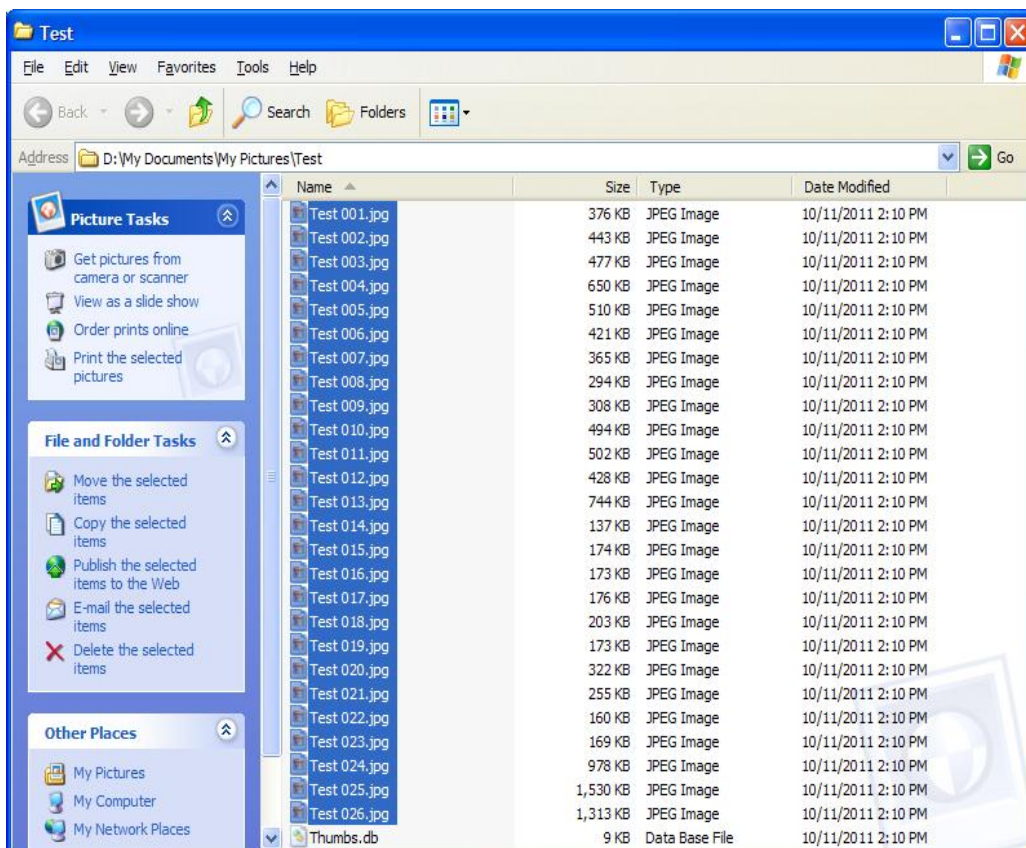 Test
File Edit View Favorites Tools Help
Back Search Folders
Address D:\My Documents\My Pictures\Test Go
Picture Tasks
Get pictures from
camera or scanner
View as a slide show
Order prints online
Print the selected
pictures
File and Folder Tasks
Move the selected
items
Copy the selected
items
Publish the selected
items to the Web
E-mail the selected
items
Delete the selected
items
Other Places
My Pictures
My Computer
My Network Places
Name Size Type Date Modified
Test 001.jpg 376 KB JPEG Image 10/11/2011 2:10 PM
Test 002.jpg 443 KB JPEG Image 10/11/2011 2:10 PM
Test 003.jpg 477 KB JPEG Image 10/11/2011 2:10 PM
Test 004.jpg 650 KB JPEG Image 10/11/2011 2:10 PM
Test 005.jpg 510 KB JPEG Image 10/11/2011 2:10 PM
Test 006.jpg 421 KB JPEG Image 10/11/2011 2:10 PM
Test 007.jpg 365 KB JPEG Image 10/11/2011 2:10 PM
Test 008.jpg 294 KB JPEG Image 10/11/2011 2:10 PM
Test 009.jpg 308 KB JPEG Image 10/11/2011 2:10 PM
Test 010.jpg 494 KB JPEG Image 10/11/2011 2:10 PM
Test 011.jpg 502 KB JPEG Image 10/11/2011 2:10 PM
Test 012.jpg 428 KB JPEG Image 10/11/2011 2:10 PM
Test 013.jpg 744 KB JPEG Image 10/11/2011 2:10 PM
Test 014.jpg 137 KB JPEG Image 10/11/2011 2:10 PM
Test 015.jpg 174 KB JPEG Image 10/11/2011 2:10 PM
Test 016.jpg 173 KB JPEG Image 10/11/2011 2:10 PM
Test 017.jpg 176 KB JPEG Image 10/11/2011 2:10 PM
Test 018.jpg 203 KB JPEG Image 10/11/2011 2:10 PM
Test 019.jpg 173 KB JPEG Image 10/11/2011 2:10 PM
Test 020.jpg 322 KB JPEG Image 10/11/2011 2:10 PM
Test 021.jpg 255 KB JPEG Image 10/11/2011 2:10 PM
Test 022.jpg 160 KB JPEG Image 10/11/2011 2:10 PM
Test 023.jpg 169 KB JPEG Image 10/11/2011 2:10 PM
Test 024.jpg 978 KB JPEG Image 10/11/2011 2:10 PM
Test 025.jpg 1,530 KB JPEG Image 10/11/2011 2:10 PM
Test 026.jpg 1,313 KB JPEG Image 10/11/2011 2:10 PM
Thumbs.db 9 KB Data Base File 10/11/2011 2:10 PM